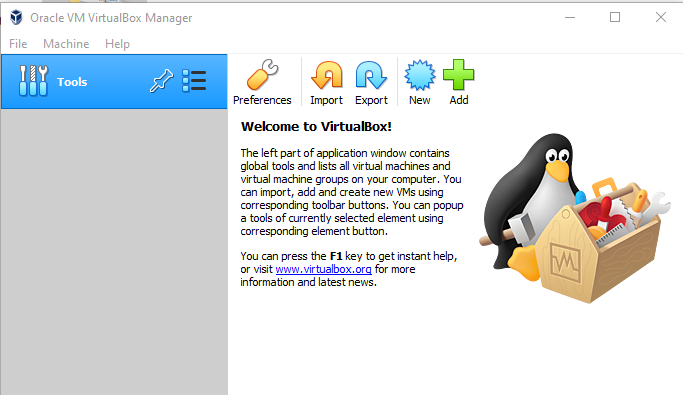 Oracle VM VirtualBox Manager
File Machine Help
Tools
Preferences Import Export New Add
Welcome to VirtualBox!
The left part of application window contains
global tools and lists all virtual machines and
virtual machine groups on your computer. You
can import, add and create new VMs using
corresponding toolbar buttons. You can popup
a tools of currently selected element using
corresponding element button.
You can press the F1 key to get instant help,
or visit www.virtualbox.org for more
information and latest news.